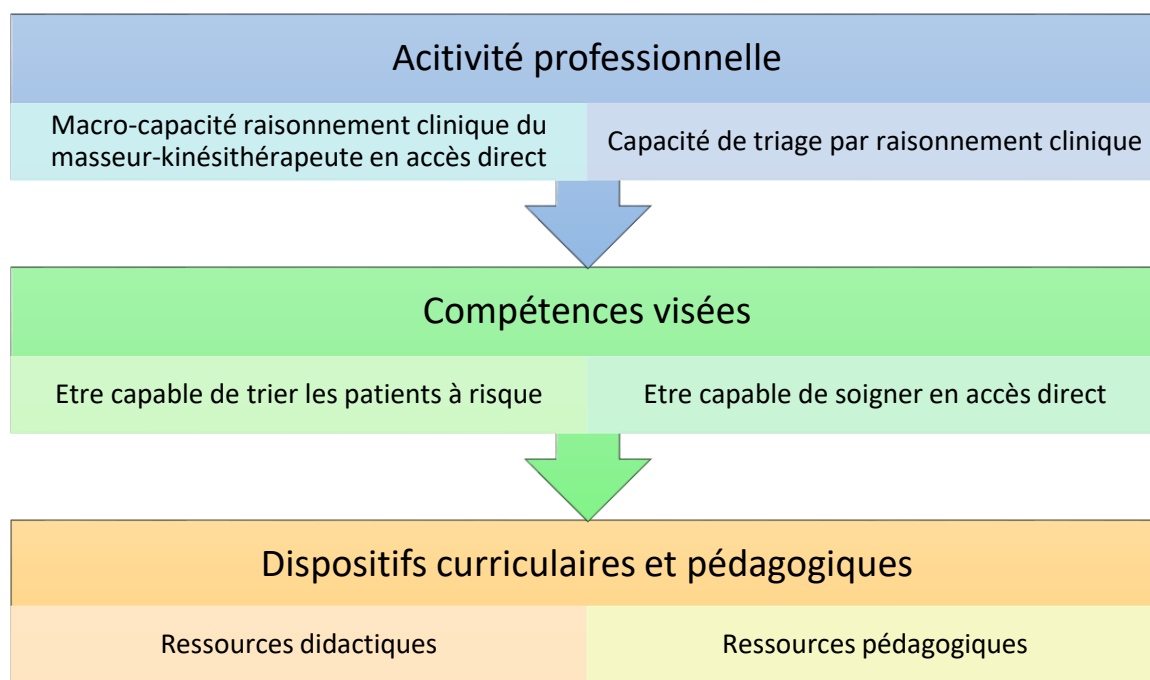 Acitivité professionnelle
Macro-capacité raisonnement clinique du
masseur-kinésithérapeute en accès direct
Capacité de triage par raisonnement clinique
Compétences visées
Etre capable de trier les patients à risque
Etre capable de soigner en accès direct
Dispositifs curriculaires et pédagogiques
Ressources didactiques
Ressources pédagogiques